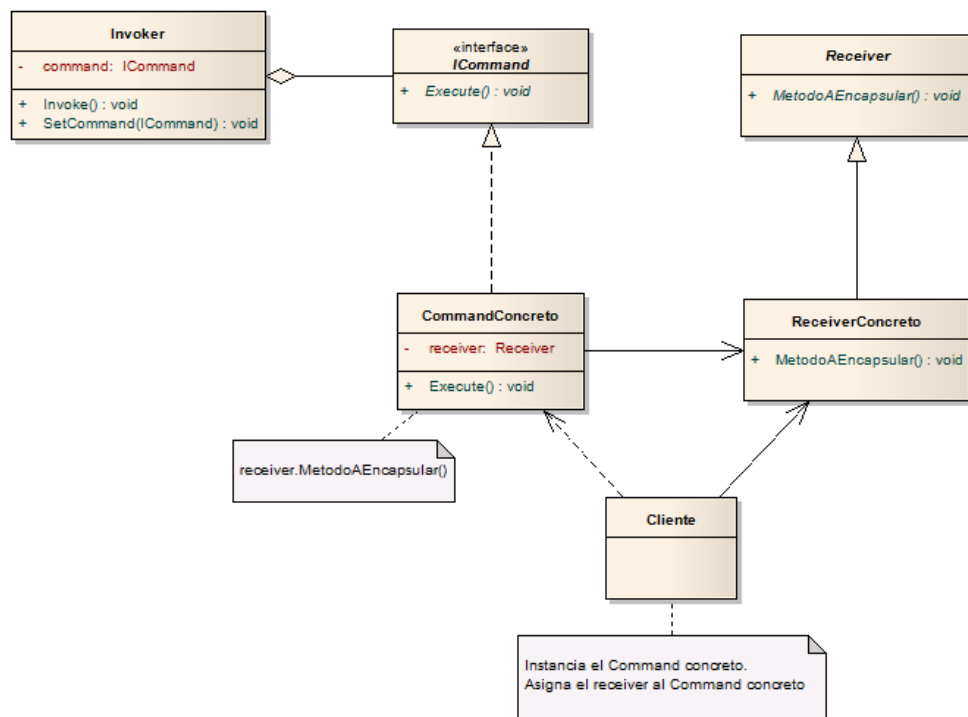 Invoker
- command: ICommand
+ Invoke() : void
+ SetCommand(ICommand) : void
«interface»
ICommand
+ Execute() : void
Receiver
+ MetodoAEncapsular() : void
CommandConcreto
- receiver: Receiver
+ Execute() : void
ReceiverConcreto
+ MetodoAEncapsular() : void
receiver.MetodoAEncapsular()
Cliente
Instancia el Command concreto.
Asigna el receiver al Command concreto